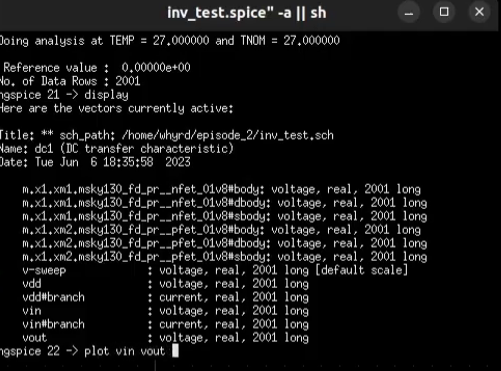 inv_test.spice" -a || sh
Doing analysis at TEMP = 27.000000 and TNOM = 27.000000
Reference value :  0.00000e+00
No. of Data Rows : 2001
ngspice 21 -> display
Here are the vectors currently active:
Title: ** sch_path: /home/whyrd/episode_2/inv_test.sch
Name: dc1 (DC transfer characteristic)
Date: Tue Jun  6 18:35:58  2023
m.x1.xm1.msky130_fd_pr__nfet_01v8#body: voltage, real, 2001 long
m.x1.xm1.msky130_fd_pr__nfet_01v8#dbody: voltage, real, 2001 long
m.x1.xm1.msky130_fd_pr__nfet_01v8#sbody: voltage, real, 2001 long
m.x1.xm2.msky130_fd_pr__pfet_01v8#body: voltage, real, 2001 long
m.x1.xm2.msky130_fd_pr__pfet_01v8#dbody: voltage, real, 2001 long
m.x1.xm2.msky130_fd_pr__pfet_01v8#sbody: voltage, real, 2001 long
v-sweep : voltage, real, 2001 long [default scale]
vdd : voltage, real, 2001 long
vdd#branch : current, real, 2001 long
vin : voltage, real, 2001 long
vin#branch : current, real, 2001 long
vout : voltage, real, 2001 long
ngspice 22 -> plot vin vout